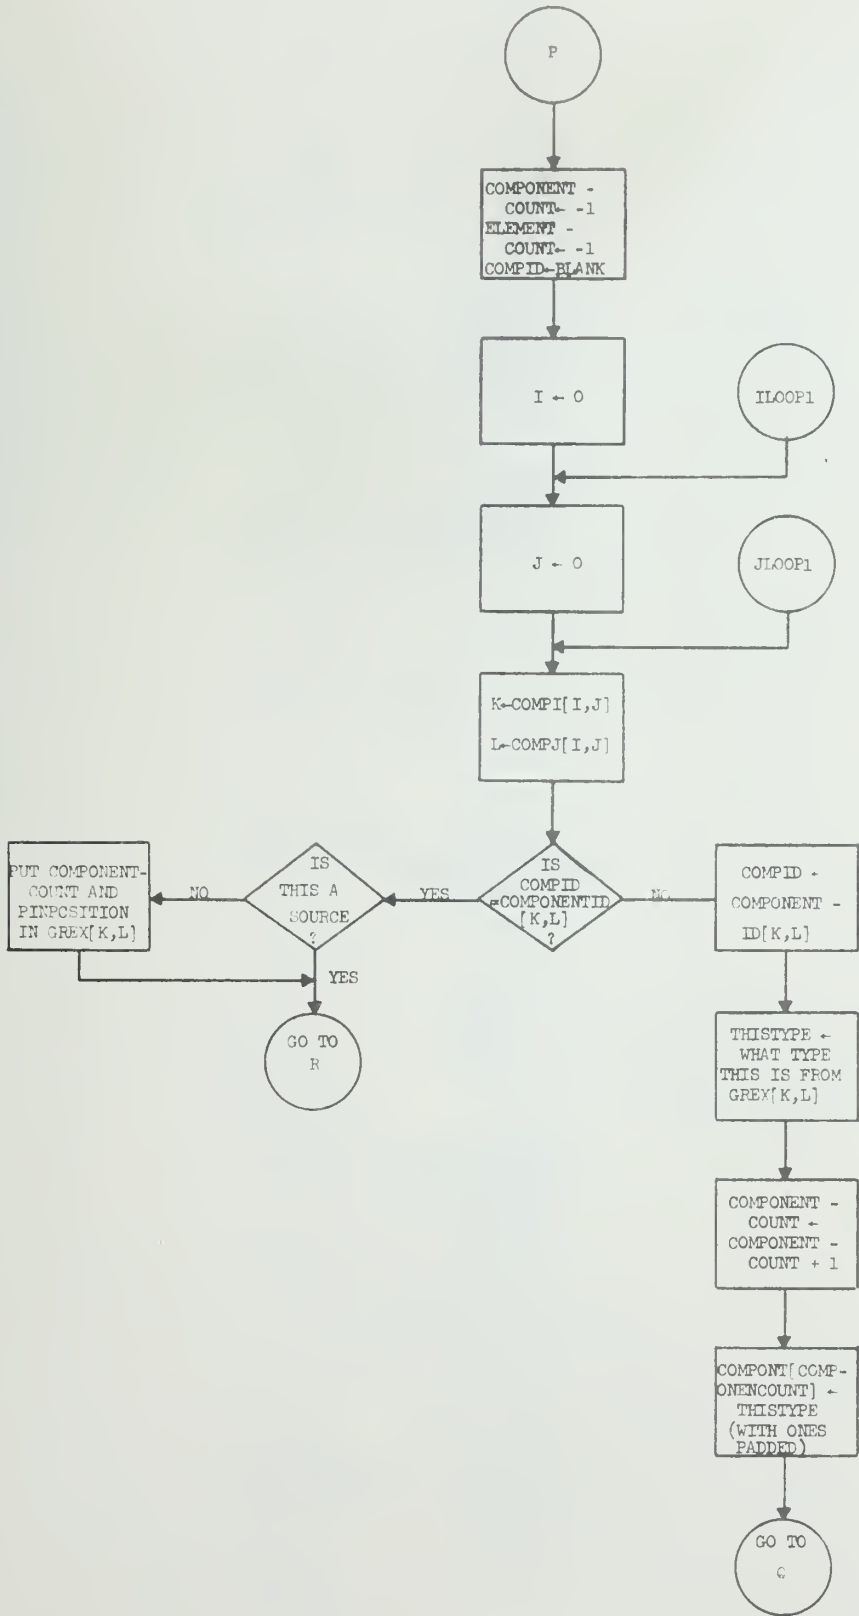 P
COMPONENT -
COUNT← -1
ELEMENT -
COUNT← -1
COMPID←BLANK
I ← 0
ILOOP1
J ← 0
JLOOP1
K←COMPI[I,J]
L←COMPJ[I,J]
IS
COMPID
=COMPONENTID
[K,L]
?
YES
NO
IS
THIS A
SOURCE
?
NO
YES
PUT COMPONENT-
COUNT AND
PINPOSITION
IN GREX[K,L]
GO TO
R
COMPID ←
COMPONENT -
ID[K,L]
THISTYPE ←
WHAT TYPE
THIS IS FROM
GREX[K,L]
COMPONENT -
COUNT ←
COMPONENT -
COUNT + 1
COMPONT[COMP-
ONENCOUNT] ←
THISTYPE
(WITH ONES
PADDED)
GO TO
Q